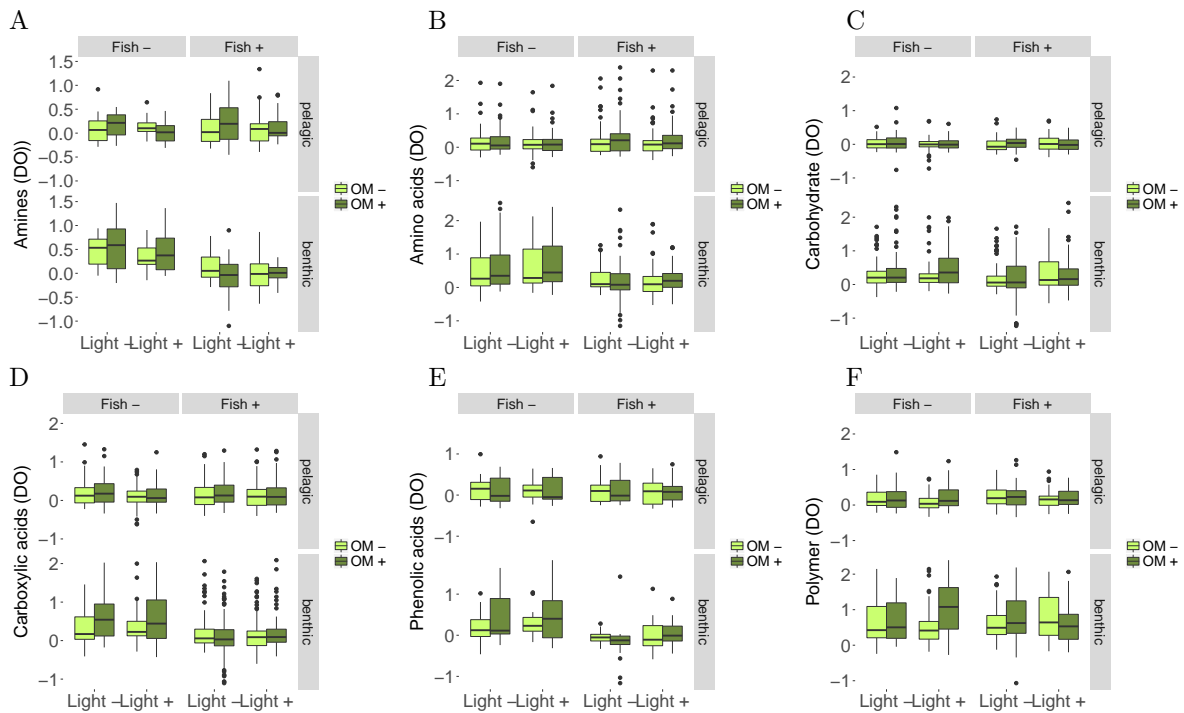 A
Fish – Fish +
1.5
1.0
0.5
0.0
–0.5
–1.0
pelagic
1.5
1.0
0.5
0.0
–0.5
–1.0
benthic
Amines (DO))
Light – Light + Light – Light +
OM –
OM +
B
Fish – Fish +
2
1
0
–1
pelagic
2
1
0
–1
benthic
Amino acids (DO)
Light – Light + Light – Light +
OM –
OM +
C
Fish – Fish +
2
1
0
–1
pelagic
2
1
0
–1
benthic
Carbohydrate (DO)
Light – Light + Light – Light +
OM –
OM +
D
Fish – Fish +
2
1
0
–1
pelagic
2
1
0
–1
benthic
Carboxylic acids (DO)
Light – Light + Light – Light +
OM –
OM +
E
Fish – Fish +
1
0
–1
pelagic
1
0
–1
benthic
Phenolic acids (DO)
Light – Light + Light – Light +
OM –
OM +
F
Fish – Fish +
2
1
0
–1
pelagic
2
1
0
–1
benthic
Polymer (DO)
Light – Light + Light – Light +
OM –
OM +